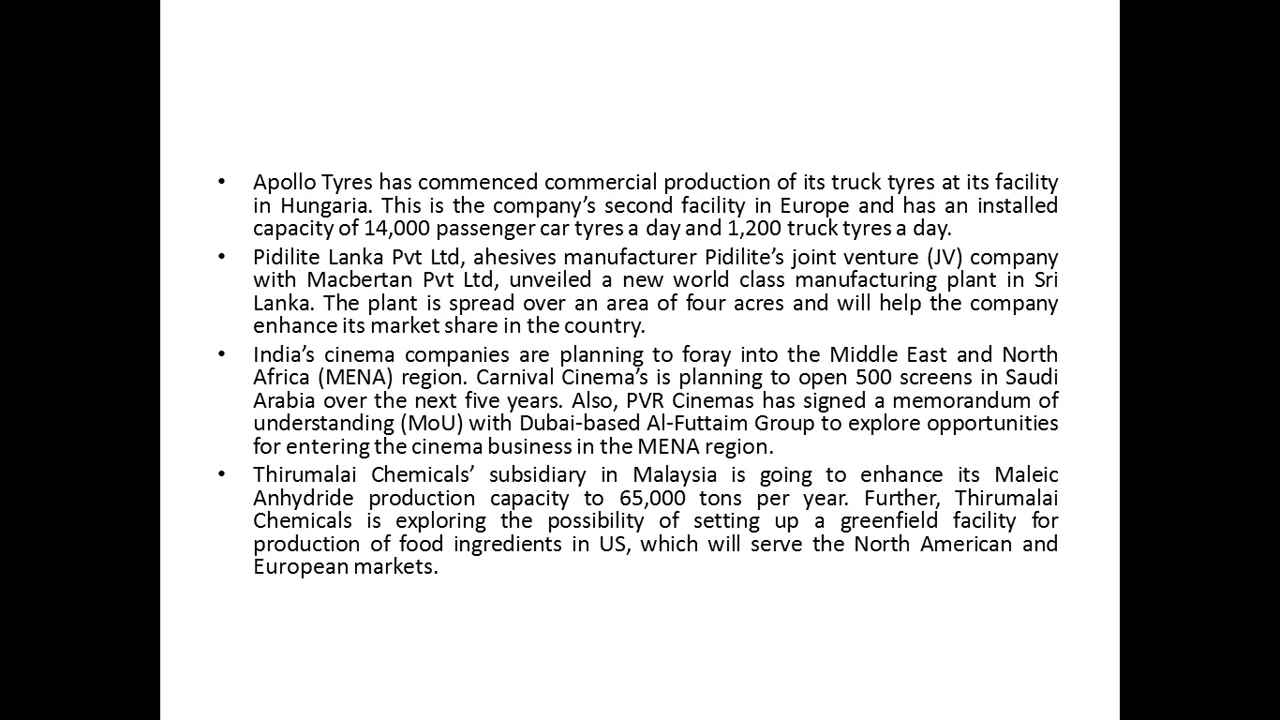 • Apollo Tyres has commenced commercial production of its truck tyres at its facility
in Hungaria. This is the company’s second facility in Europe and has an installed
capacity of 14,000 passenger car tyres a day and 1,200 truck tyres a day.
• Pidilite Lanka Pvt Ltd, ahesives manufacturer Pidilite’s joint venture (JV) company
with Macbertan Pvt Ltd, unveiled a new world class manufacturing plant in Sri
Lanka. The plant is spread over an area of four acres and will help the company
enhance its market share in the country.
• India’s cinema companies are planning to foray into the Middle East and North
Africa (MENA) region. Carnival Cinema’s is planning to open 500 screens in Saudi
Arabia over the next five years. Also, PVR Cinemas has signed a memorandum of
understanding (MoU) with Dubai-based Al-Futtaim Group to explore opportunities
for entering the cinema business in the MENA region.
• Thirumalai Chemicals’ subsidiary in Malaysia is going to enhance its Maleic
Anhydride production capacity to 65,000 tons per year. Further, Thirumalai
Chemicals is exploring the possibility of setting up a greenfield facility for
production of food ingredients in US, which will serve the North American and
European markets.